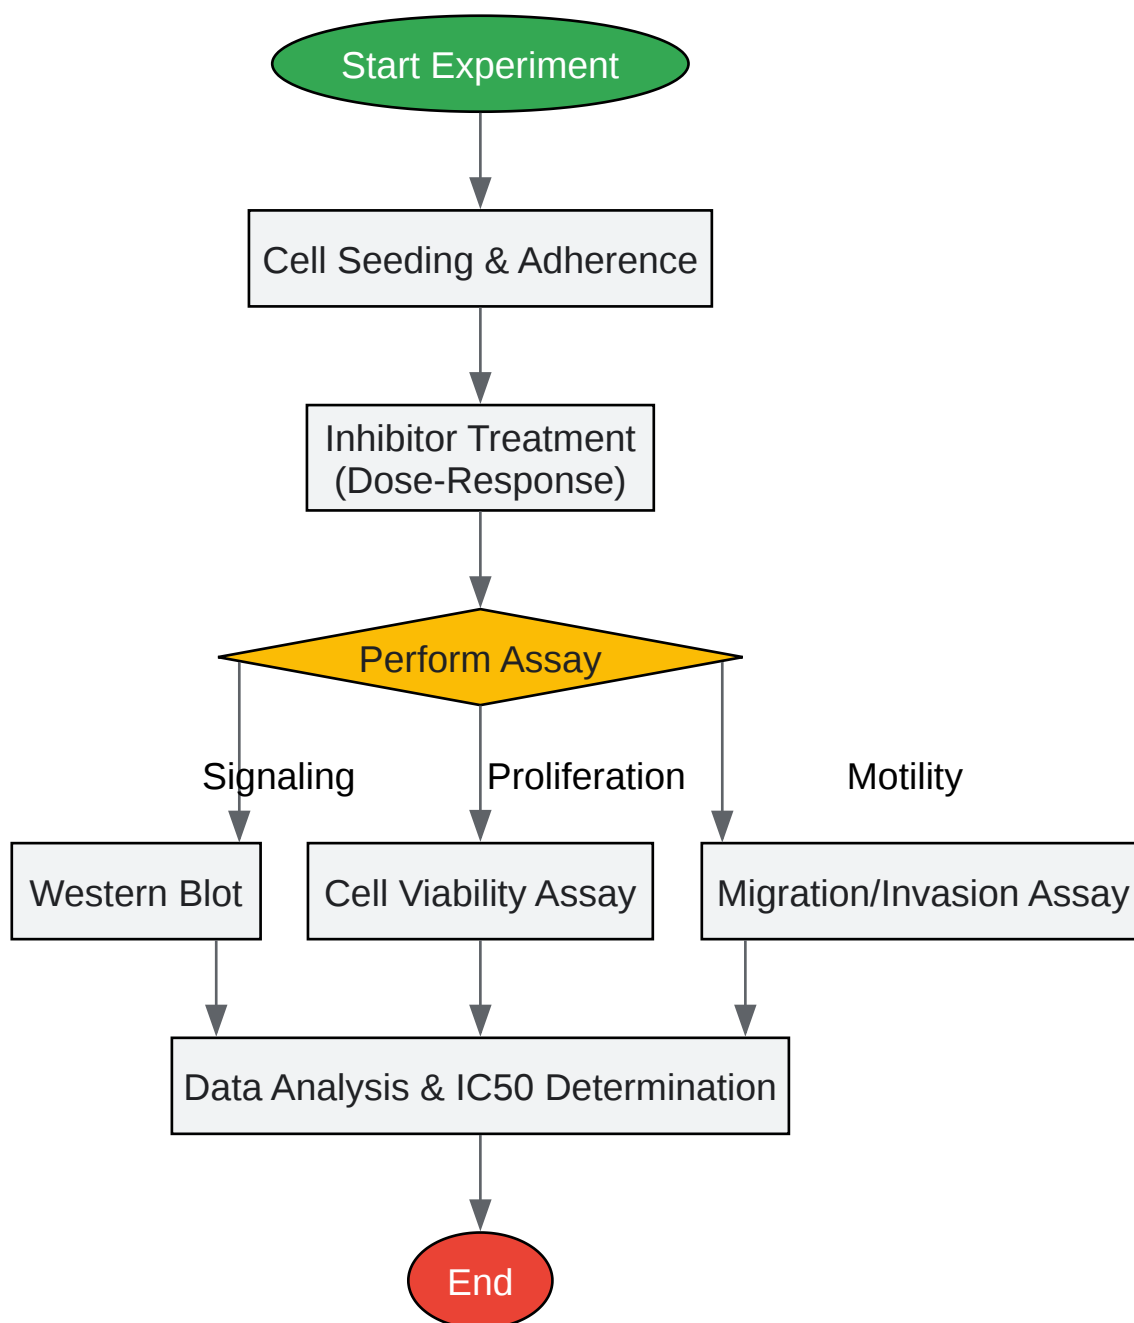 Start Experiment
Cell Seeding & Adherence
Inhibitor Treatment
(Dose-Response)
Perform Assay
Signaling
Proliferation
Motility
Western Blot
Cell Viability Assay
Migration/Invasion Assay
Data Analysis & IC50 Determination
End